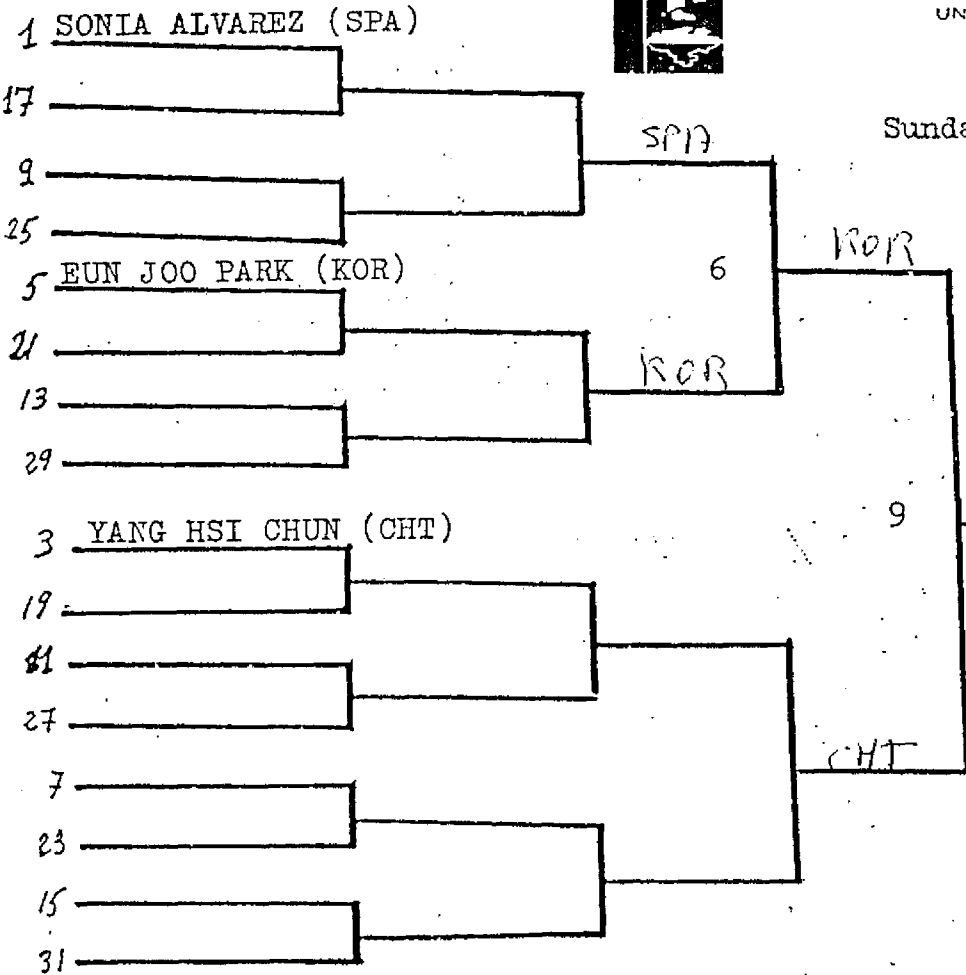 UN
1 SONIA ALVAREZ (SPA)
17
Sunda
SPA
9
25
KOR
5 EUN JOO PARK (KOR)
6
21
KOR
13
29
9
3 YANG HSI CHUN (CHT)
19
11
27
CHT
7
23
15
31